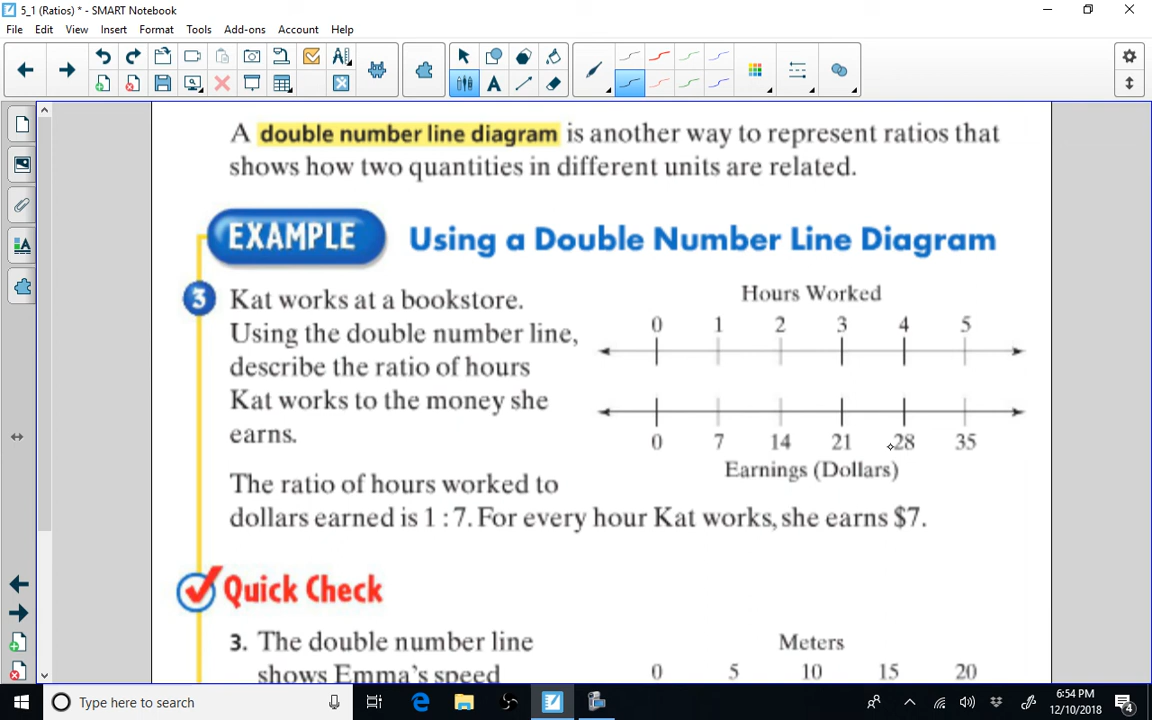 5_1 (Ratios) * - SMART Notebook
File Edit View Insert Format Tools Add-ons Account Help
A double number line diagram is another way to represent ratios that
shows how two quantities in different units are related.
EXAMPLE Using a Double Number Line Diagram
3 Kat works at a bookstore.
Using the double number line,
describe the ratio of hours
Kat works to the money she
earns.
Hours Worked
0 1 2 3 4 5
0 7 14 21 28 35
Earnings (Dollars)
The ratio of hours worked to
dollars earned is 1 : 7. For every hour Kat works, she earns $7.
Quick Check
3. The double number line
shows Emma's speed
Meters
0 5 10 15 20
Type here to search
6:54 PM
12/10/2018
4